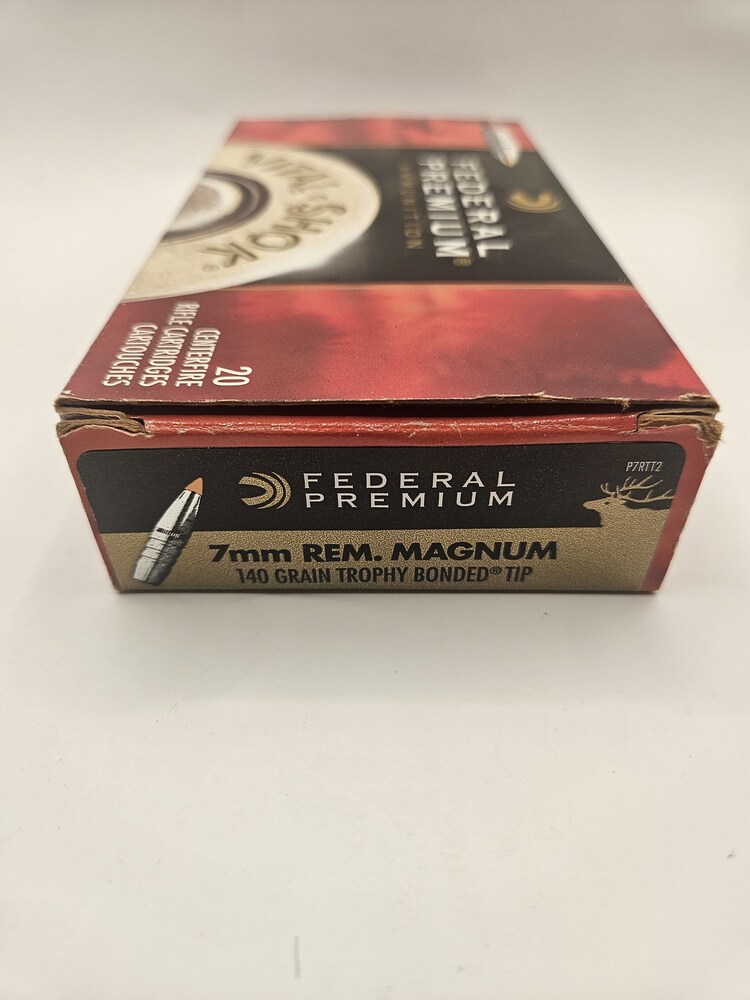 FEDERAL
PREMIUM®
AMMUNITION
VITAL·SHOK®
20
CENTERFIRE
RIFLE CARTRIDGES
CARTOUCHES
FEDERAL
PREMIUM
P7RTT2
7mm REM. MAGNUM
140 GRAIN TROPHY BONDED® TIP